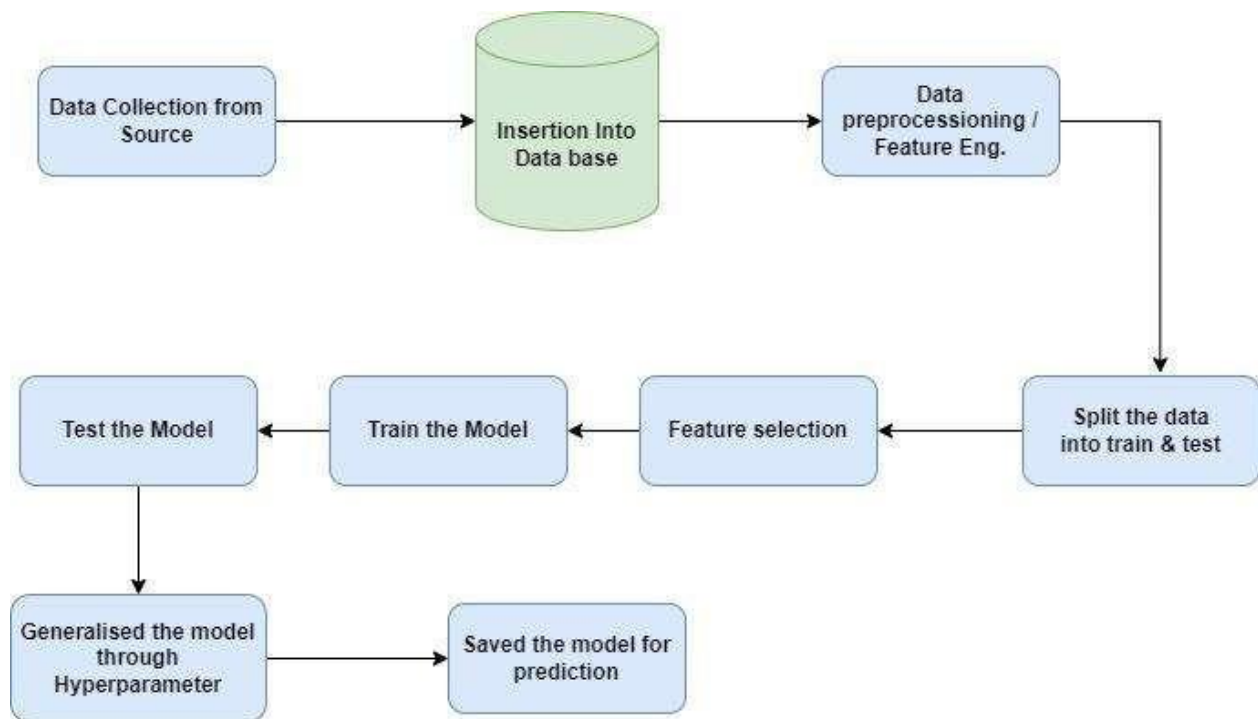 Data Collection from
Source
Insertion Into
Data base
Data
preprocessioning /
Feature Eng.
Split the data
into train & test
Feature selection
Train the Model
Test the Model
Generalised the model
through
Hyperparameter
Saved the model for
prediction